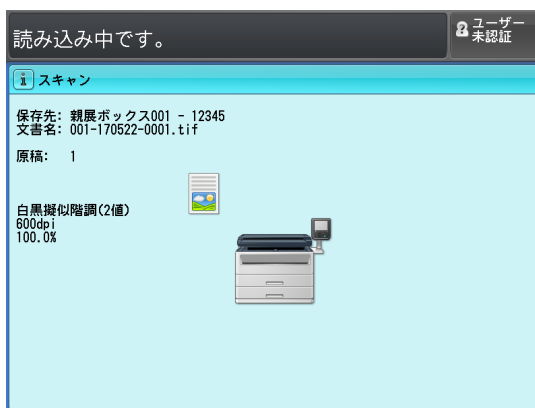 読み込み中です。
ユーザー
未認証
スキャン
保存先: 親展ボックス001 - 12345
文書名: 001-170522-0001.tif
原稿: 1
白黒擬似階調(2値)
600dpi
100.0%